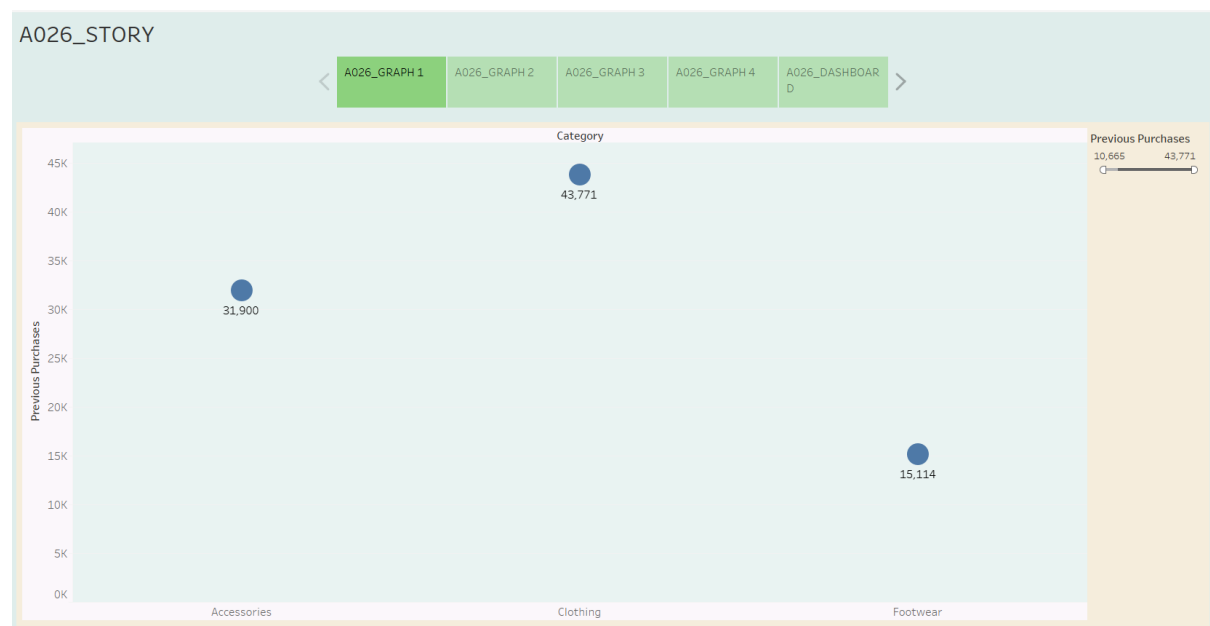 A026_STORY
A026_GRAPH 1
A026_GRAPH 2
A026_GRAPH 3
A026_GRAPH 4
A026_DASHBOAR
D
Category
Previous Purchases
10,665
43,771
45K
40K
35K
30K
25K
20K
15K
10K
5K
0K
Previous Purchases
43,771
31,900
15,114
Accessories
Clothing
Footwear